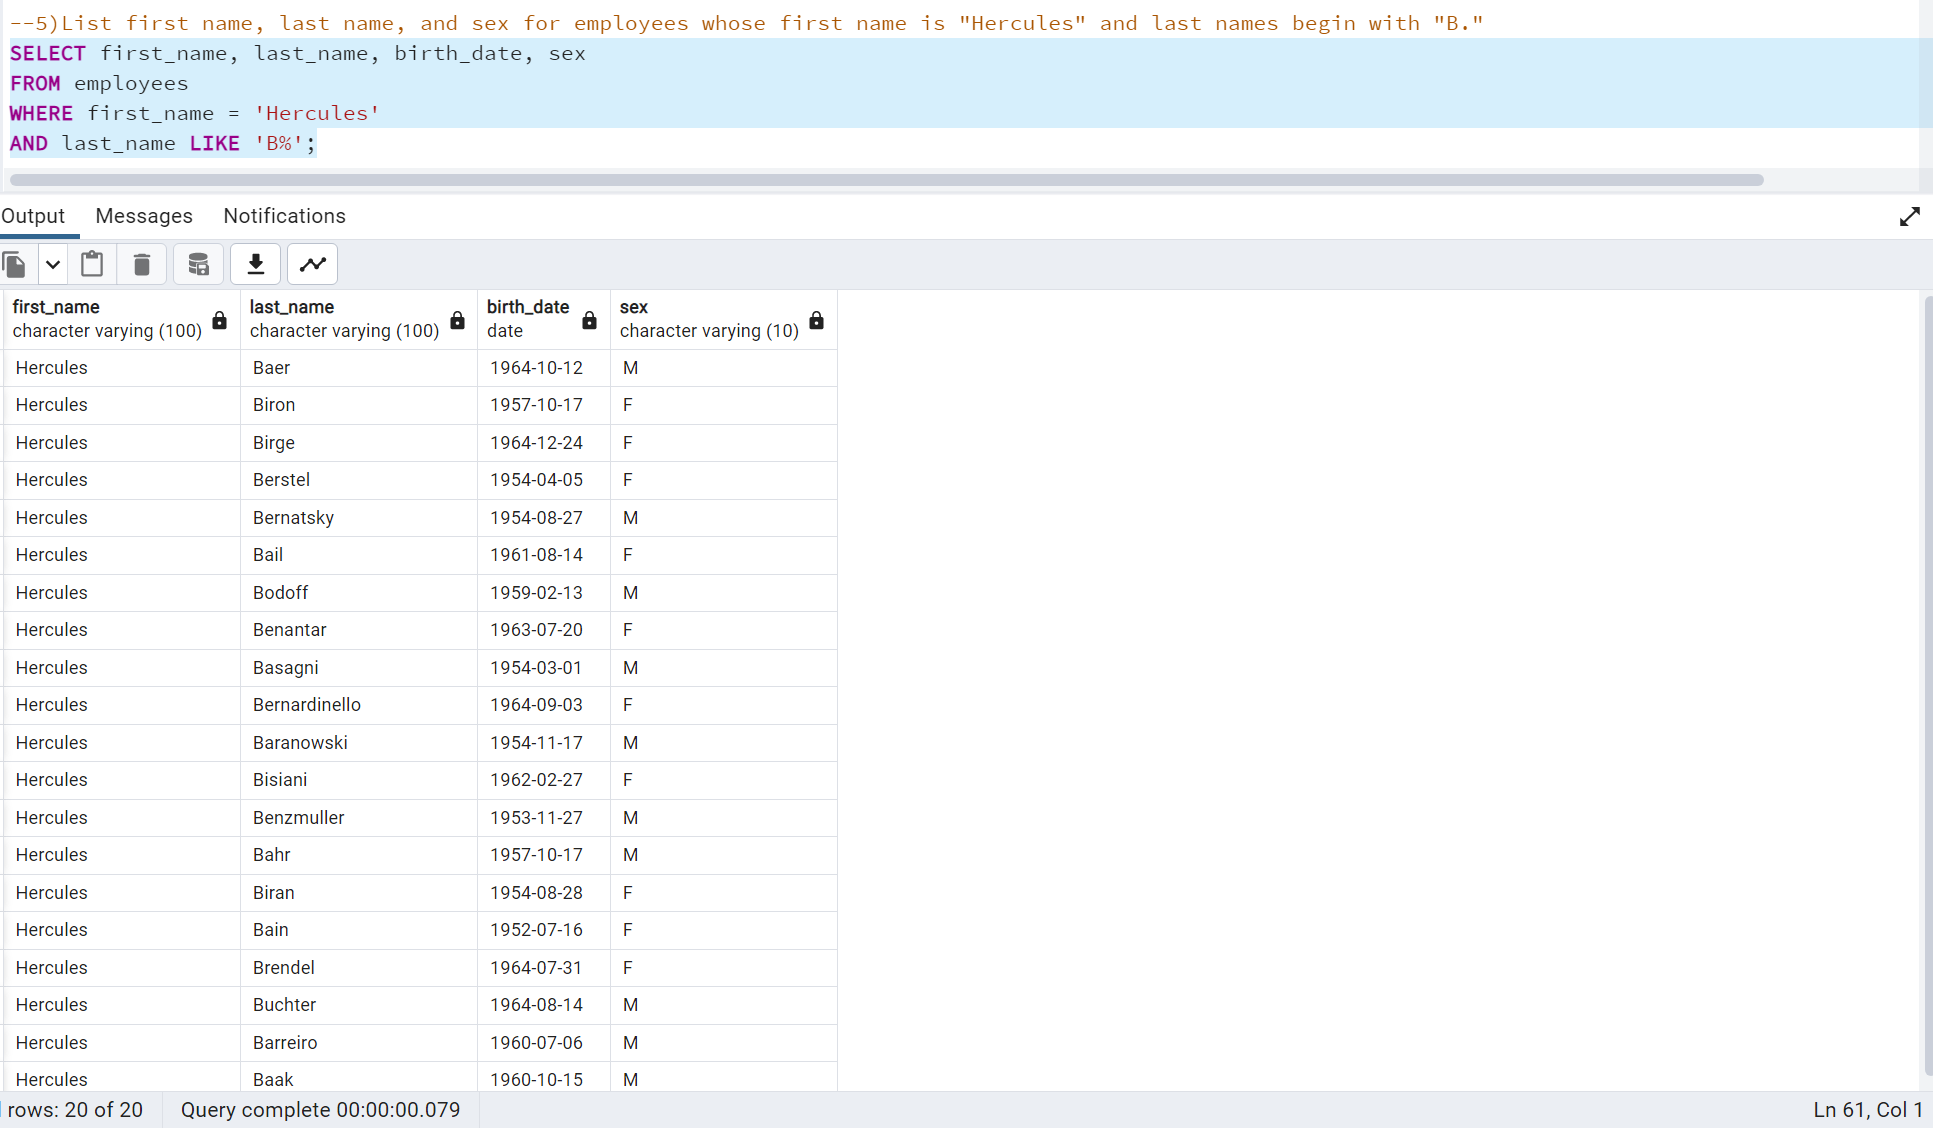 --5)List first name, last name, and sex for employees whose first name is "Hercules" and last names begin with "B."
SELECT first_name, last_name, birth_date, sex
FROM employees
WHERE first_name = 'Hercules'
AND last_name LIKE 'B%';
Output Messages Notifications
first_name last_name birth_date sex
character varying (100) character varying (100) date character varying (10)
Hercules Baer 1964-10-12 M
Hercules Biron 1957-10-17 F
Hercules Birge 1964-12-24 F
Hercules Berstel 1954-04-05 F
Hercules Bernatsky 1954-08-27 M
Hercules Bail 1961-08-14 F
Hercules Bodoff 1959-02-13 M
Hercules Benantar 1963-07-20 F
Hercules Basagni 1954-03-01 M
Hercules Bernardinello 1964-09-03 F
Hercules Baranowski 1954-11-17 M
Hercules Bisiani 1962-02-27 F
Hercules Benzmuller 1953-11-27 M
Hercules Bahr 1957-10-17 M
Hercules Biran 1954-08-28 F
Hercules Bain 1952-07-16 F
Hercules Brendel 1964-07-31 F
Hercules Buchter 1964-08-14 M
Hercules Barreiro 1960-07-06 M
Hercules Baak 1960-10-15 M
rows: 20 of 20 Query complete 00:00:00.079 Ln 61, Col 1